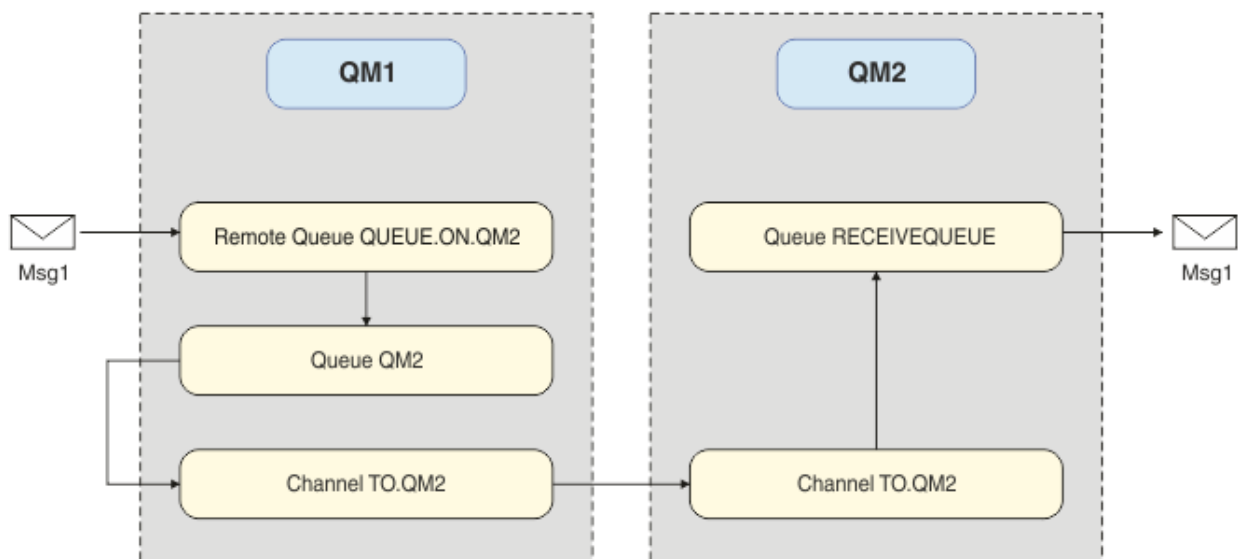 QM1
QM2
Remote Queue QUEUE.ON.QM2
Queue RECEIVEQUEUE
Msg1
Msg1
Queue QM2
Channel TO.QM2
Channel TO.QM2